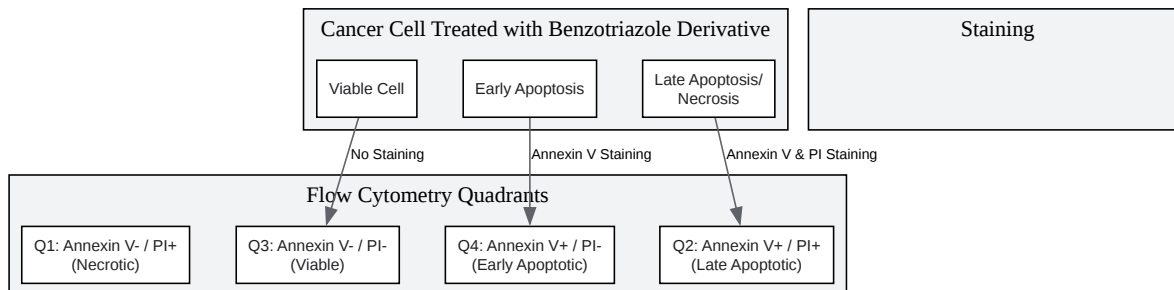 Cancer Cell Treated with Benzotriazole Derivative
Staining
Viable Cell
Early Apoptosis
Late Apoptosis/
Necrosis
No Staining
Annexin V Staining
Annexin V & PI Staining
Flow Cytometry Quadrants
Q1: Annexin V- / PI+
(Necrotic)
Q3: Annexin V- / PI-
(Viable)
Q4: Annexin V+ / PI-
(Early Apoptotic)
Q2: Annexin V+ / PI+
(Late Apoptotic)